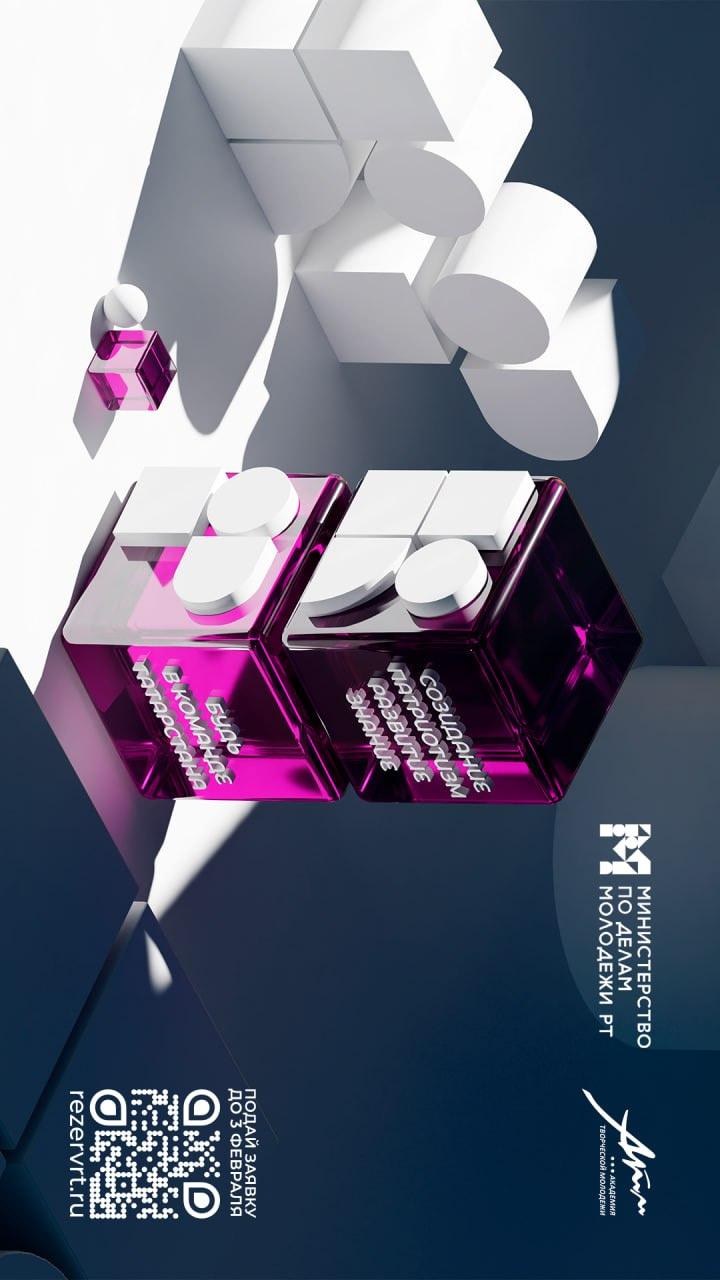 МИНИСТЕРСТВО
ПО ДЕЛАМ
МОЛОДЕЖИ РТ
Арт
АКАДЕМИЯ
ТВОРЧЕСКОЙ МОЛОДЕЖИ
СОЗИДАНИЕ
ПАТРИОТИЗМ
РАЗВИТИЕ
ЗНАНИЕ
БУДЬ
В КОМАНДЕ
ТАТАРСТАНА
ПОДАЙ ЗАЯВКУ
ДО 3 ФЕВРАЛЯ
rezervrt.ru